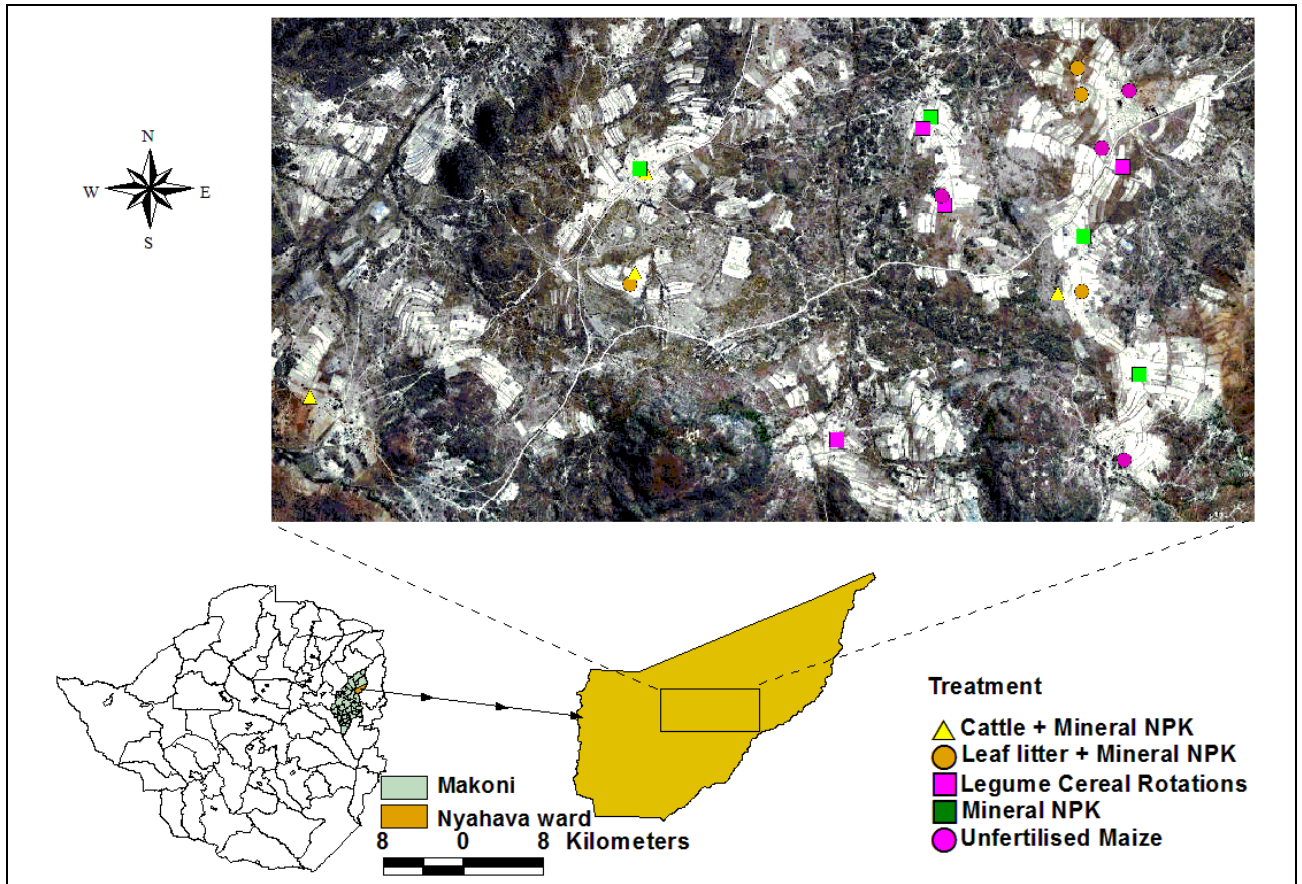 N
W E
S
Treatment
Cattle + Mineral NPK
Leaf litter + Mineral NPK
Legume Cereal Rotations
Mineral NPK
Unfertilised Maize
Makoni
Nyahava ward
8 0 8 Kilometers